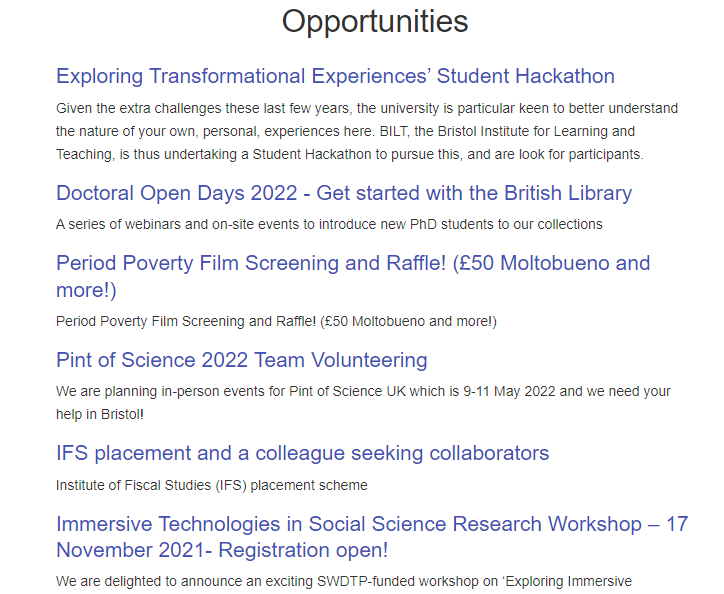 Opportunities
Exploring Transformational Experiences’ Student Hackathon
Given the extra challenges these last few years, the university is particular keen to better understand
the nature of your own, personal, experiences here. BILT, the Bristol Institute for Learning and
Teaching, is thus undertaking a Student Hackathon to pursue this, and are look for participants.
Doctoral Open Days 2022 - Get started with the British Library
A series of webinars and on-site events to introduce new PhD students to our collections
Period Poverty Film Screening and Raffle! (£50 Moltobueno and
more!)
Period Poverty Film Screening and Raffle! (£50 Moltobueno and more!)
Pint of Science 2022 Team Volunteering
We are planning in-person events for Pint of Science UK which is 9-11 May 2022 and we need your
help in Bristol!
IFS placement and a colleague seeking collaborators
Institute of Fiscal Studies (IFS) placement scheme
Immersive Technologies in Social Science Research Workshop – 17
November 2021- Registration open!
We are delighted to announce an exciting SWDTP-funded workshop on ‘Exploring Immersive